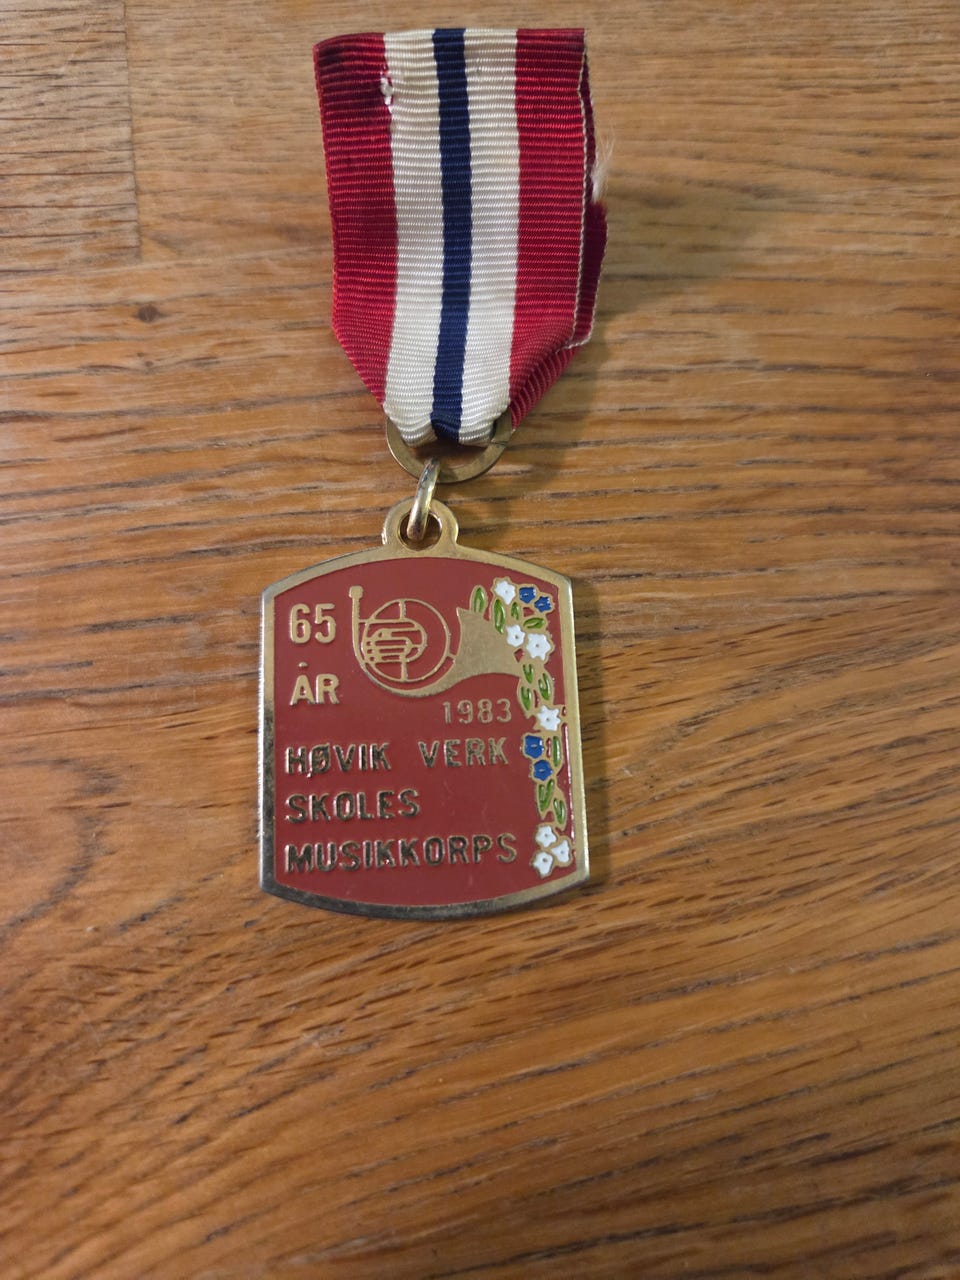 65
ÅR
1983
HØVIK VERK
SKOLES
MUSIKKORPS